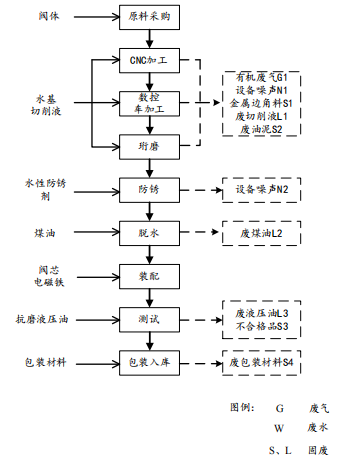 阀体
原料采购
CNC加工
水基
切削液
数控
车加工
有机废气G1
设备噪声N1
金属边角料S1
废切削液L1
废油泥S2
珩磨
水性防锈
剂
防锈
设备噪声N2
煤油
脱水
废煤油L2
阀芯
电磁铁
装配
抗磨液压油
测试
废液压油L3
不合格品S3
包装材料
包装入库
废包装材料S4
图例： G 废气
W 废水
S、L 固废